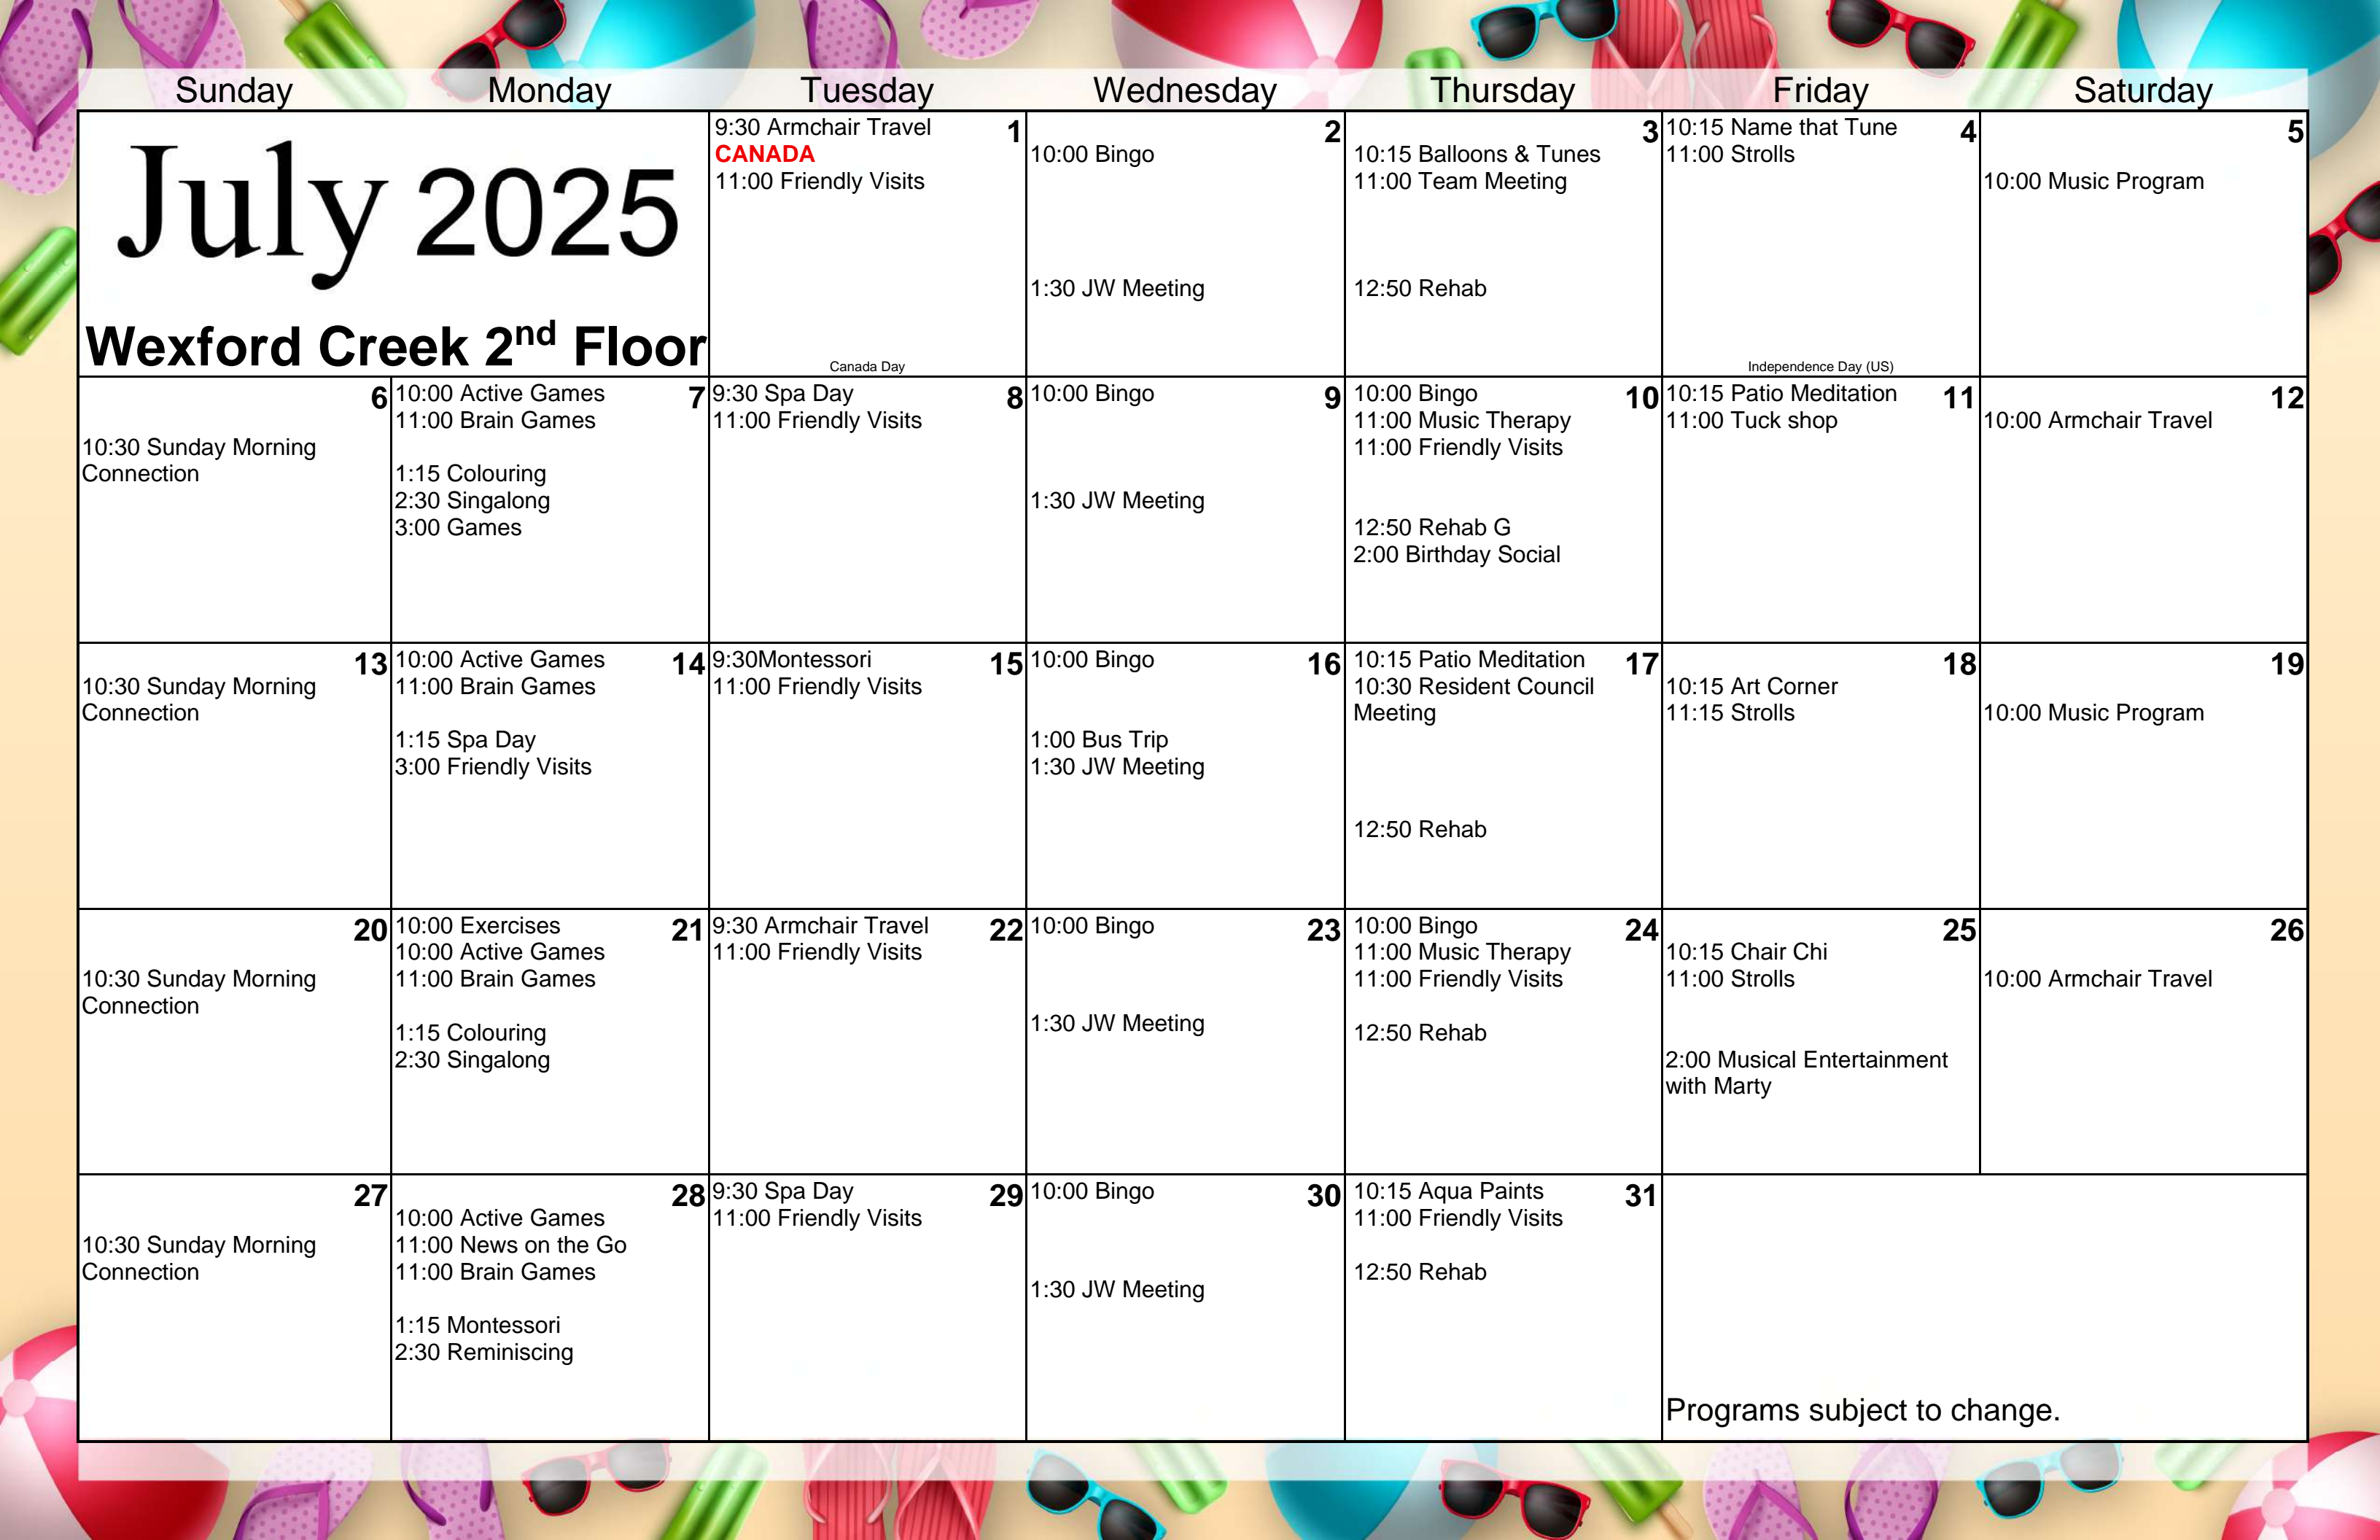 Sunday Monday Tuesday Wednesday Thursday Friday Saturday
July 2025
Wexford Creek 2nd Floor
1
9:30 Armchair Travel
CANADA
11:00 Friendly Visits
Canada Day
2
10:00 Bingo
1:30 JW Meeting
3
10:15 Balloons & Tunes
11:00 Team Meeting
12:50 Rehab
4
10:15 Name that Tune
11:00 Strolls
Independence Day (US)
5
10:00 Music Program
6
10:30 Sunday Morning
Connection
7
10:00 Active Games
11:00 Brain Games
1:15 Colouring
2:30 Singalong
3:00 Games
8
9:30 Spa Day
11:00 Friendly Visits
9
10:00 Bingo
1:30 JW Meeting
10
10:00 Bingo
11:00 Music Therapy
11:00 Friendly Visits
12:50 Rehab G
2:00 Birthday Social
11
10:15 Patio Meditation
11:00 Tuck shop
12
10:00 Armchair Travel
13
10:30 Sunday Morning
Connection
14
10:00 Active Games
11:00 Brain Games
1:15 Spa Day
3:00 Friendly Visits
15
9:30Montessori
11:00 Friendly Visits
16
10:00 Bingo
1:00 Bus Trip
1:30 JW Meeting
17
10:15 Patio Meditation
10:30 Resident Council
Meeting
12:50 Rehab
18
10:15 Art Corner
11:15 Strolls
19
10:00 Music Program
20
10:30 Sunday Morning
Connection
21
10:00 Exercises
10:00 Active Games
11:00 Brain Games
1:15 Colouring
2:30 Singalong
22
9:30 Armchair Travel
11:00 Friendly Visits
23
10:00 Bingo
1:30 JW Meeting
24
10:00 Bingo
11:00 Music Therapy
11:00 Friendly Visits
12:50 Rehab
25
10:15 Chair Chi
11:00 Strolls
2:00 Musical Entertainment
with Marty
26
10:00 Armchair Travel
27
10:30 Sunday Morning
Connection
28
10:00 Active Games
11:00 News on the Go
11:00 Brain Games
1:15 Montessori
2:30 Reminiscing
29
9:30 Spa Day
11:00 Friendly Visits
30
10:00 Bingo
1:30 JW Meeting
31
10:15 Aqua Paints
11:00 Friendly Visits
12:50 Rehab
Programs subject to change.